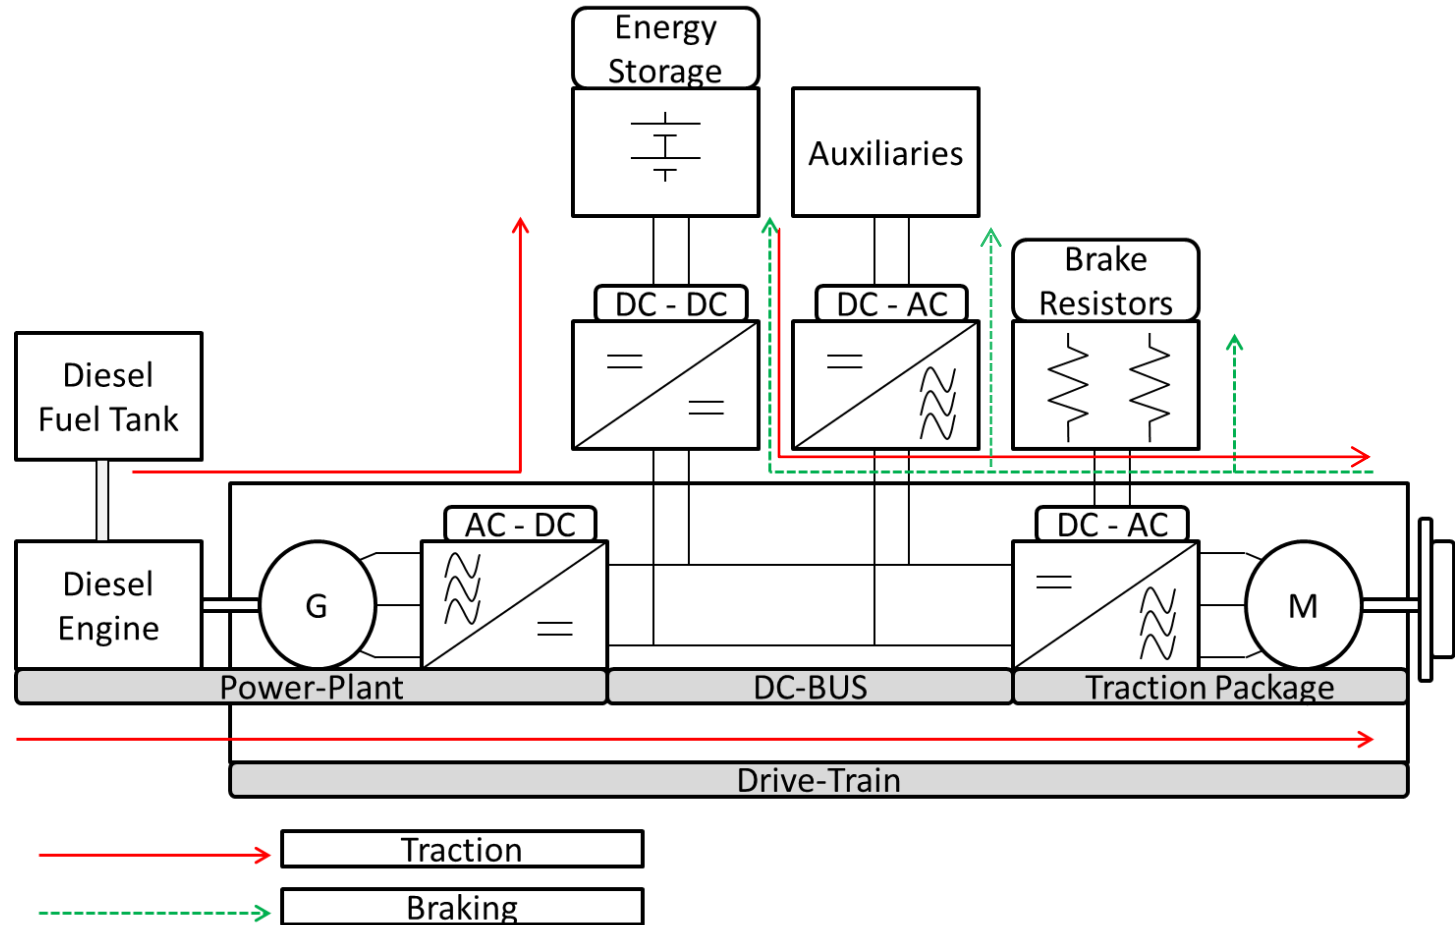 Energy
Storage
Auxiliaries
Brake
Resistors
DC - DC
DC - AC
Diesel
Fuel Tank
AC - DC
DC - AC
Diesel
Engine
G
M
Power-Plant
DC-BUS
Traction Package
Drive-Train
Traction
Braking